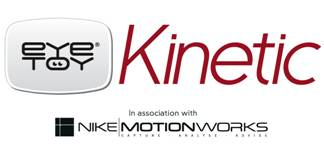 EYE® Kinetic
TOY
In association with
NIKE MOTIONWORKS
CAPTURE · ANALYSE · ADVISE